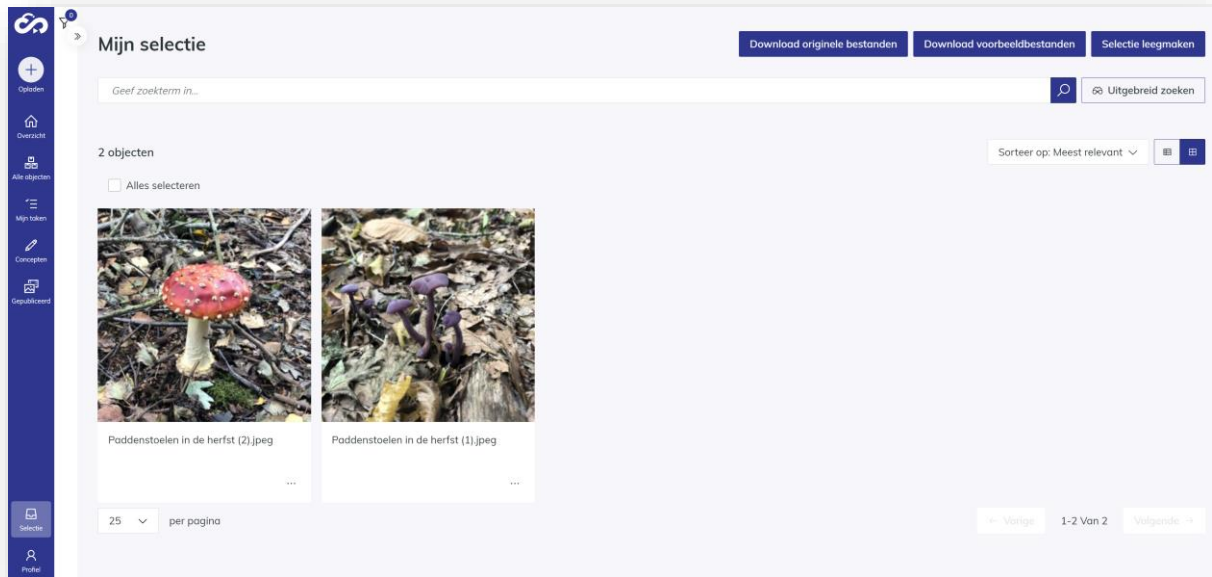 0
Opladen
Overzicht
Alle objecten
Mijn taken
Concepten
Gepubliceerd
Selectie
Profiel
Mijn selectie
Download originele bestanden
Download voorbeeldbestanden
Selectie leegmaken
Geef zoekterm in...
Uitgebreid zoeken
2 objecten
Sorteer op: Meest relevant
Alles selecteren
Paddenstoelen in de herfst (2).jpeg
Paddenstoelen in de herfst (1).jpeg
...
...
25 per pagina
← Vorige 1-2 Van 2 Volgende →